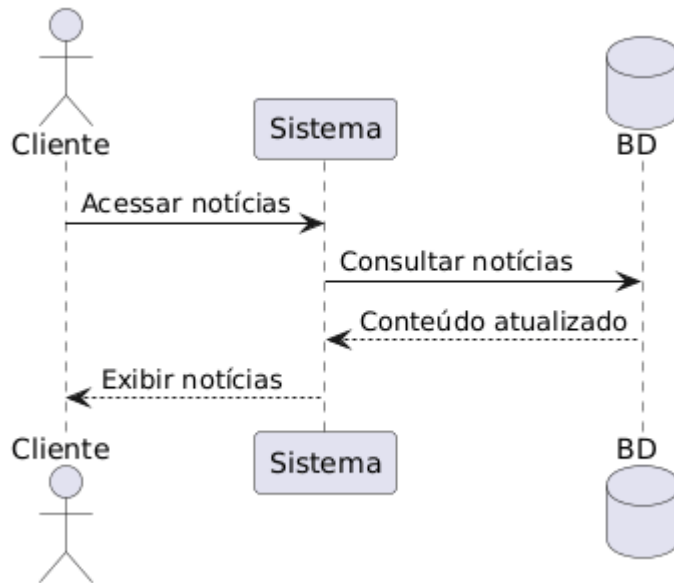 Cliente
Sistema
BD
Acessar notícias
Consultar notícias
Conteúdo atualizado
Exibir notícias
Cliente
Sistema
BD